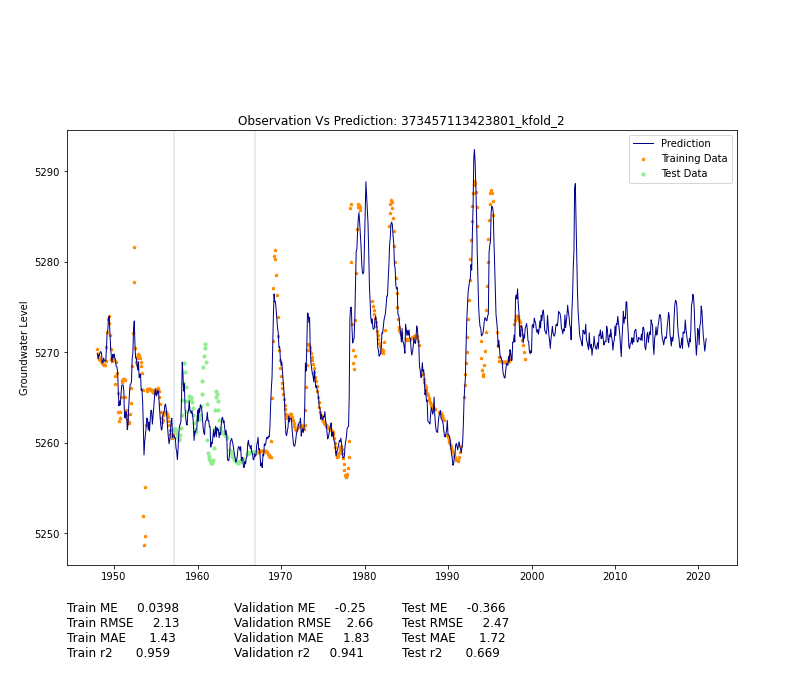 Observation Vs Prediction: 373457113423801_kfold_2
Prediction
Training Data
Test Data
Groundwater Level
5290
5280
5270
5260
5250
1950 1960 1970 1980 1990 2000 2010 2020
Train ME 0.0398 Validation ME -0.25 Test ME -0.366
Train RMSE 2.13 Validation RMSE 2.66 Test RMSE 2.47
Train MAE 1.43 Validation MAE 1.83 Test MAE 1.72
Train r2 0.959 Validation r2 0.941 Test r2 0.669